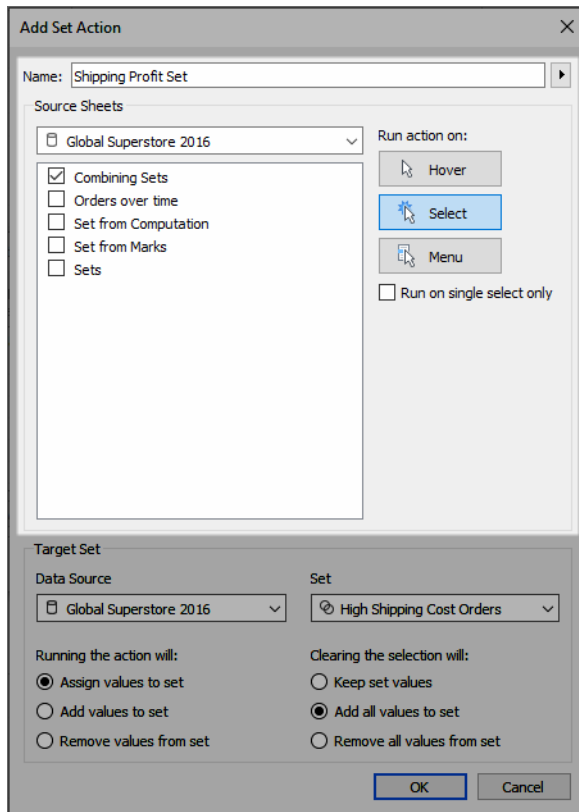 Add Set Action
Name: Shipping Profit Set
Source Sheets
Global Superstore 2016
Combining Sets
Orders over time
Set from Computation
Set from Marks
Sets
Run action on:
Hover
Select
Menu
Run on single select only
Target Set
Data Source
Global Superstore 2016
Set
High Shipping Cost Orders
Running the action will:
Assign values to set
Add values to set
Remove values from set
Clearing the selection will:
Keep set values
Add all values to set
Remove all values from set
OK
Cancel